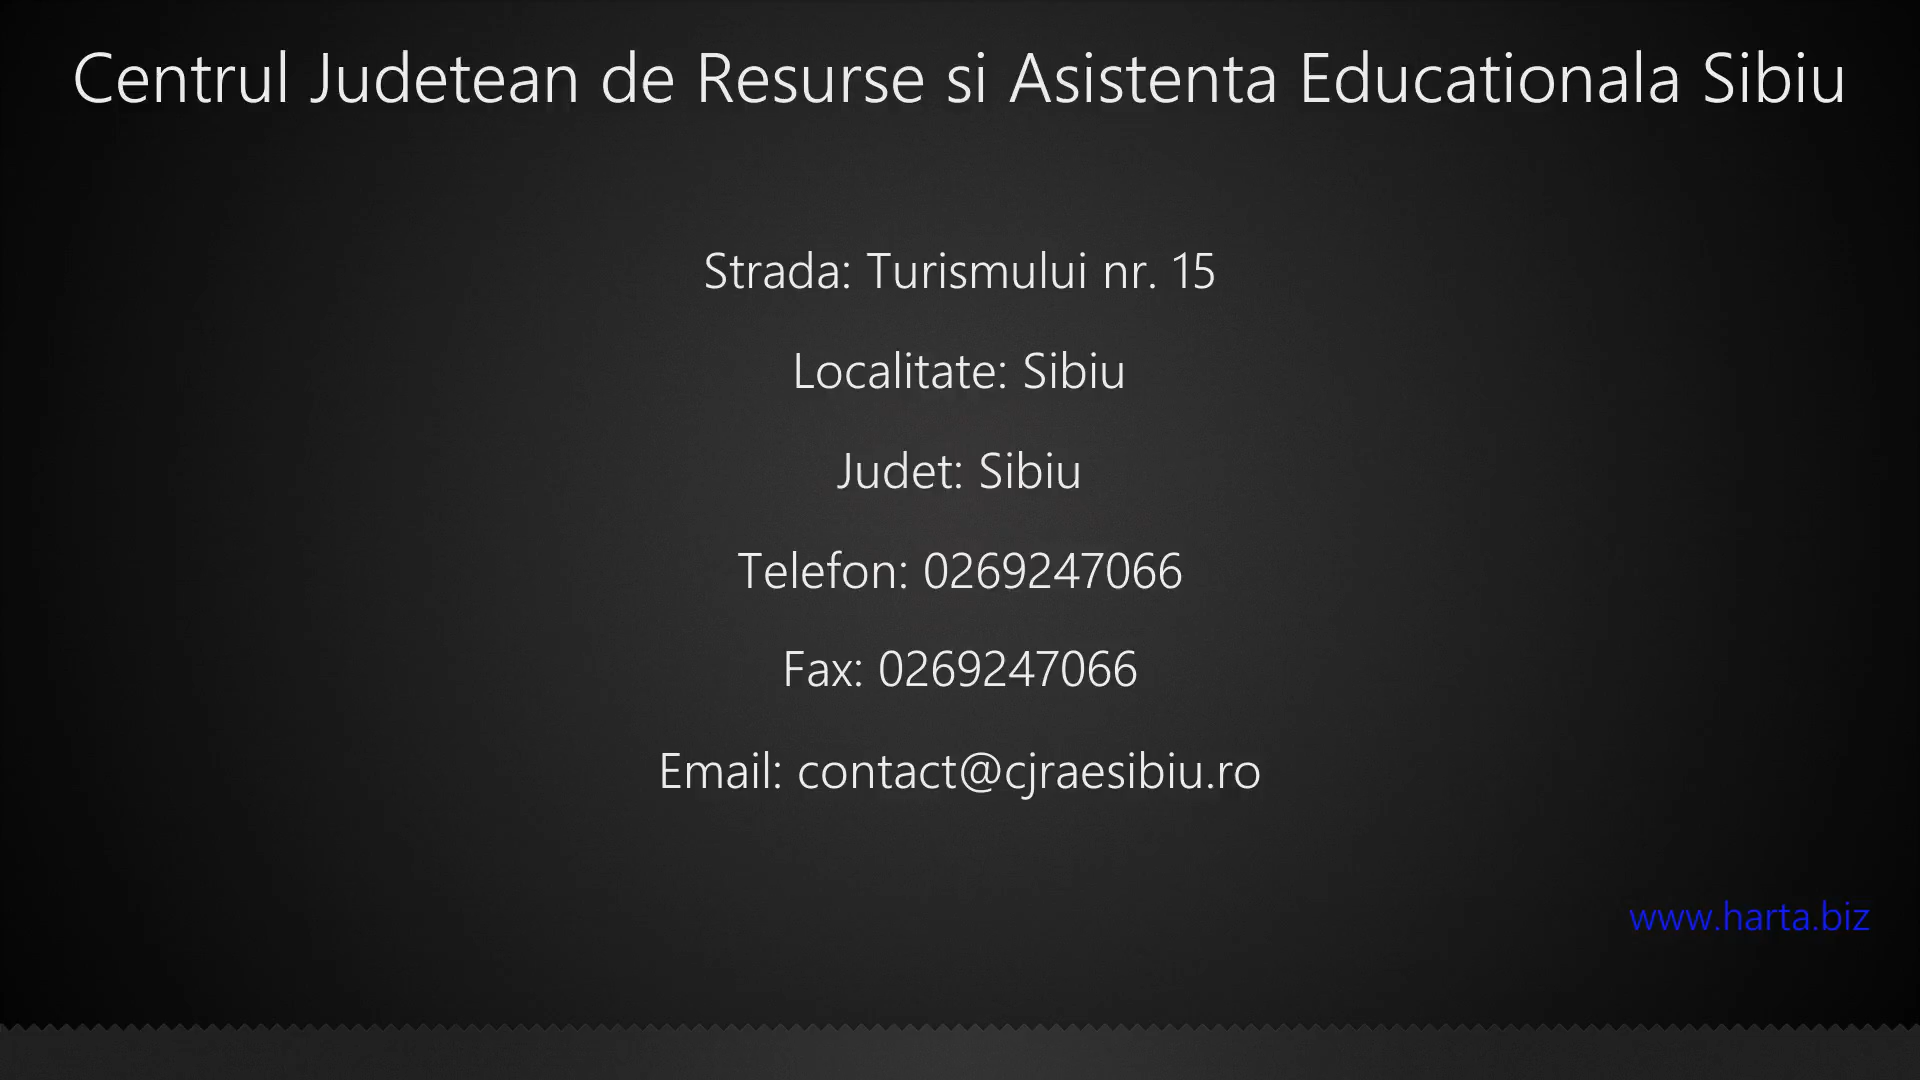 Centrul Judetean de Resurse si Asistenta Educationala Sibiu
Strada: Turismului nr. 15
Localitate: Sibiu
Judet: Sibiu
Telefon: 0269247066
Fax: 0269247066
Email: contact@cjraesibiu.ro
www.harta.biz